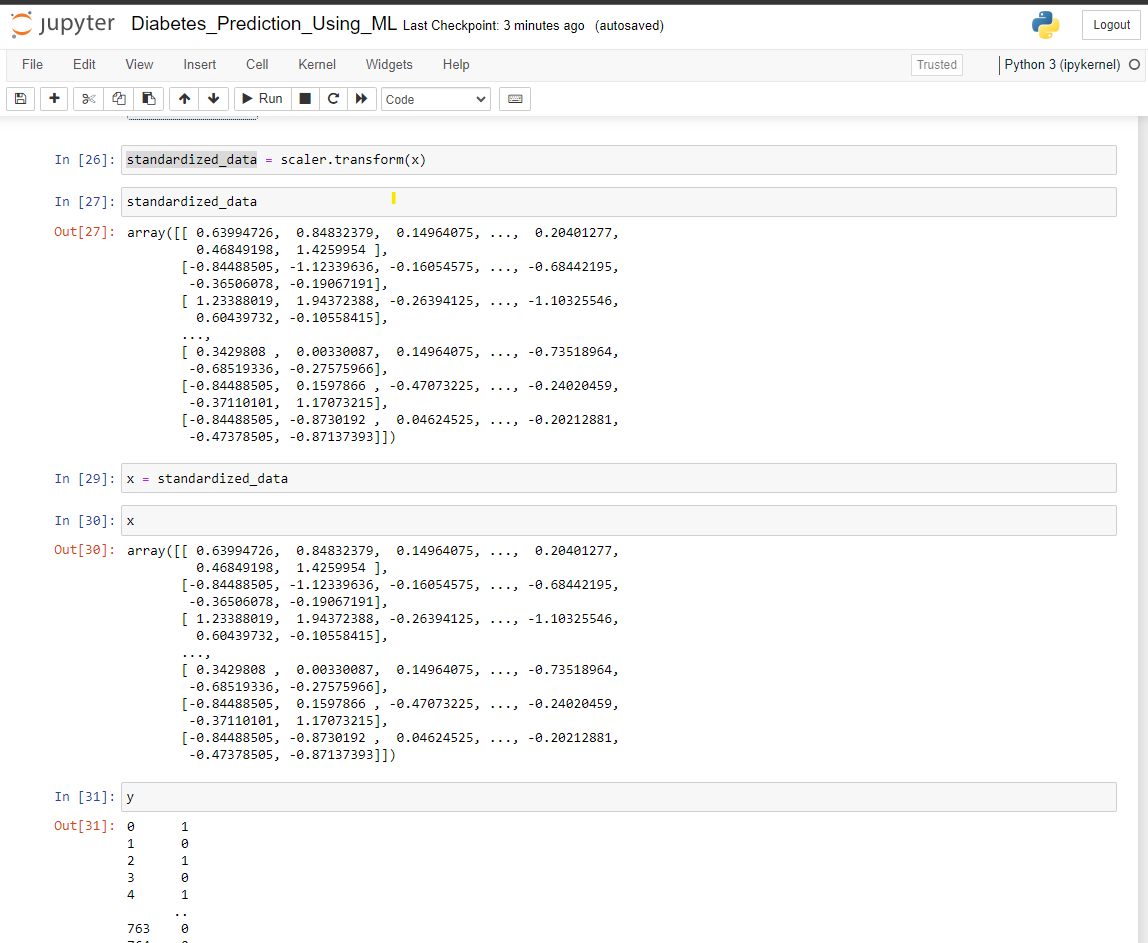 jupyter Diabetes_Prediction_Using_ML Last Checkpoint: 3 minutes ago (autosaved) Logout
File Edit View Insert Cell Kernel Widgets Help Trusted Python 3 (ipykernel)
Run Code
In [26]: standardized_data = scaler.transform(x)
In [27]: standardized_data
Out[27]: array([[ 0.63994726, 0.84832379, 0.14964075, ..., 0.20401277,
0.46849198, 1.4259954 ],
[-0.84488505, -1.12339636, -0.16054575, ..., -0.68442195,
-0.36506078, -0.19067191],
[ 1.23388019, 1.94372388, -0.26394125, ..., -1.10325546,
0.60439732, -0.10558415],
...,
[ 0.3429808 , 0.00330087, 0.14964075, ..., -0.73518964,
-0.68519336, -0.27575966],
[-0.84488505, 0.1597866 , -0.47073225, ..., -0.24020459,
-0.37110101, 1.17073215],
[-0.84488505, -0.8730192 , 0.04624525, ..., -0.20212881,
-0.47378505, -0.87137393]])
In [29]: x = standardized_data
In [30]: x
Out[30]: array([[ 0.63994726, 0.84832379, 0.14964075, ..., 0.20401277,
0.46849198, 1.4259954 ],
[-0.84488505, -1.12339636, -0.16054575, ..., -0.68442195,
-0.36506078, -0.19067191],
[ 1.23388019, 1.94372388, -0.26394125, ..., -1.10325546,
0.60439732, -0.10558415],
...,
[ 0.3429808 , 0.00330087, 0.14964075, ..., -0.73518964,
-0.68519336, -0.27575966],
[-0.84488505, 0.1597866 , -0.47073225, ..., -0.24020459,
-0.37110101, 1.17073215],
[-0.84488505, -0.8730192 , 0.04624525, ..., -0.20212881,
-0.47378505, -0.87137393]])
In [31]: y
Out[31]: 0 1
1 0
2 1
3 0
4 1
..
763 0